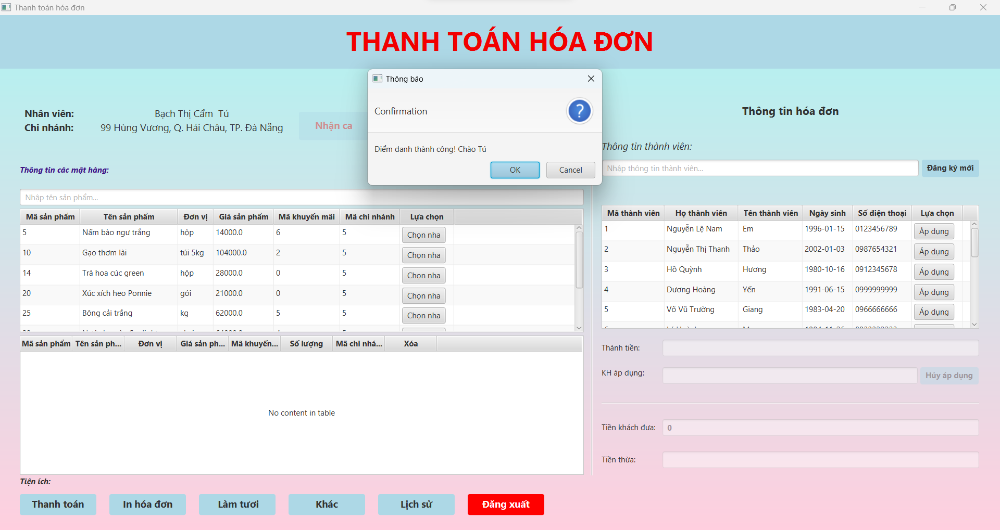 Thanh toán hóa đơn
THANH TOÁN HÓA ĐƠN
Thông báo
Confirmation
?
Điểm danh thành công! Chào Tú
OK Cancel
Nhân viên: Bạch Thị Cẩm Tú
Chi nhánh: 99 Hùng Vương, Q. Hải Châu, TP. Đà Nẵng
Nhận ca
Thông tin các mặt hàng:
Nhập tên sản phẩm...
Mã sản phẩm Tên sản phẩm Đơn vị Giá sản phẩm Mã khuyến mãi Mã chi nhánh Lựa chọn
5 Nấm bào ngư trắng hộp 14000.0 6 5 Chọn nha
10 Gạo thơm lài túi 5kg 104000.0 2 5 Chọn nha
14 Trà hoa cúc green hộp 28000.0 0 5 Chọn nha
20 Xúc xích heo Ponnie gói 21000.0 0 5 Chọn nha
25 Bông cải trắng kg 62000.0 5 5 Chọn nha
Mã sản phẩm Tên sản ph... Đơn vị Giá sản ph... Mã khuyến... Số lượng Mã chi nhá... Xóa
No content in table
Tiện ích:
Thanh toán In hóa đơn Làm tươi Khác Lịch sử Đăng xuất
Thông tin hóa đơn
Thông tin thành viên:
Nhập thông tin thành viên... Đăng ký mới
Mã thành viên Họ thành viên Tên thành viên Ngày sinh Số điện thoại Lựa chọn
1 Nguyễn Lệ Nam Em 1996-01-15 0123456789 Áp dụng
2 Nguyễn Thị Thanh Thảo 2002-01-03 0987654321 Áp dụng
3 Hồ Quỳnh Hương 1980-10-16 0912345678 Áp dụng
4 Dương Hoàng Yến 1991-06-15 0999999999 Áp dụng
5 Võ Vũ Trường Giang 1983-04-20 0966666666 Áp dụng
Thành tiền:
KH áp dụng: Hủy áp dụng
Tiền khách đưa: 0
Tiền thừa: